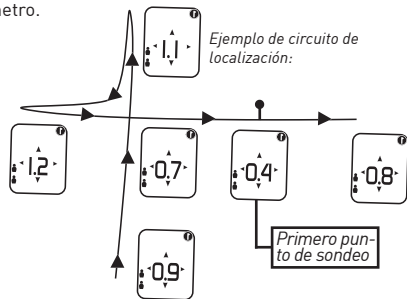 metro.
Ejemplo de circuito de
localización:
1.1
1.2
0.7
0.4
0.8
0.9
Primero pun-
to de sondeo